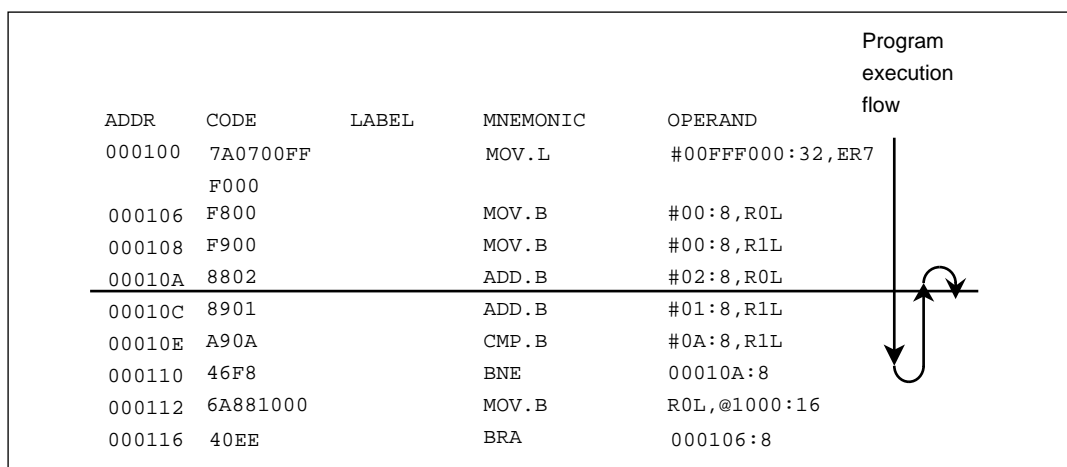 Program
execution
flow
ADDR CODE LABEL MNEMONIC OPERAND
000100 7A0700FF MOV.L #00FFF000:32,ER7
F000
000106 F800 MOV.B #00:8,R0L
000108 F900 MOV.B #00:8,R1L
00010A 8802 ADD.B #02:8,R0L
00010C 8901 ADD.B #01:8,R1L
00010E A90A CMP.B #0A:8,R1L
000110 46F8 BNE 00010A:8
000112 6A881000 MOV.B R0L,@1000:16
000116 40EE BRA 000106:8